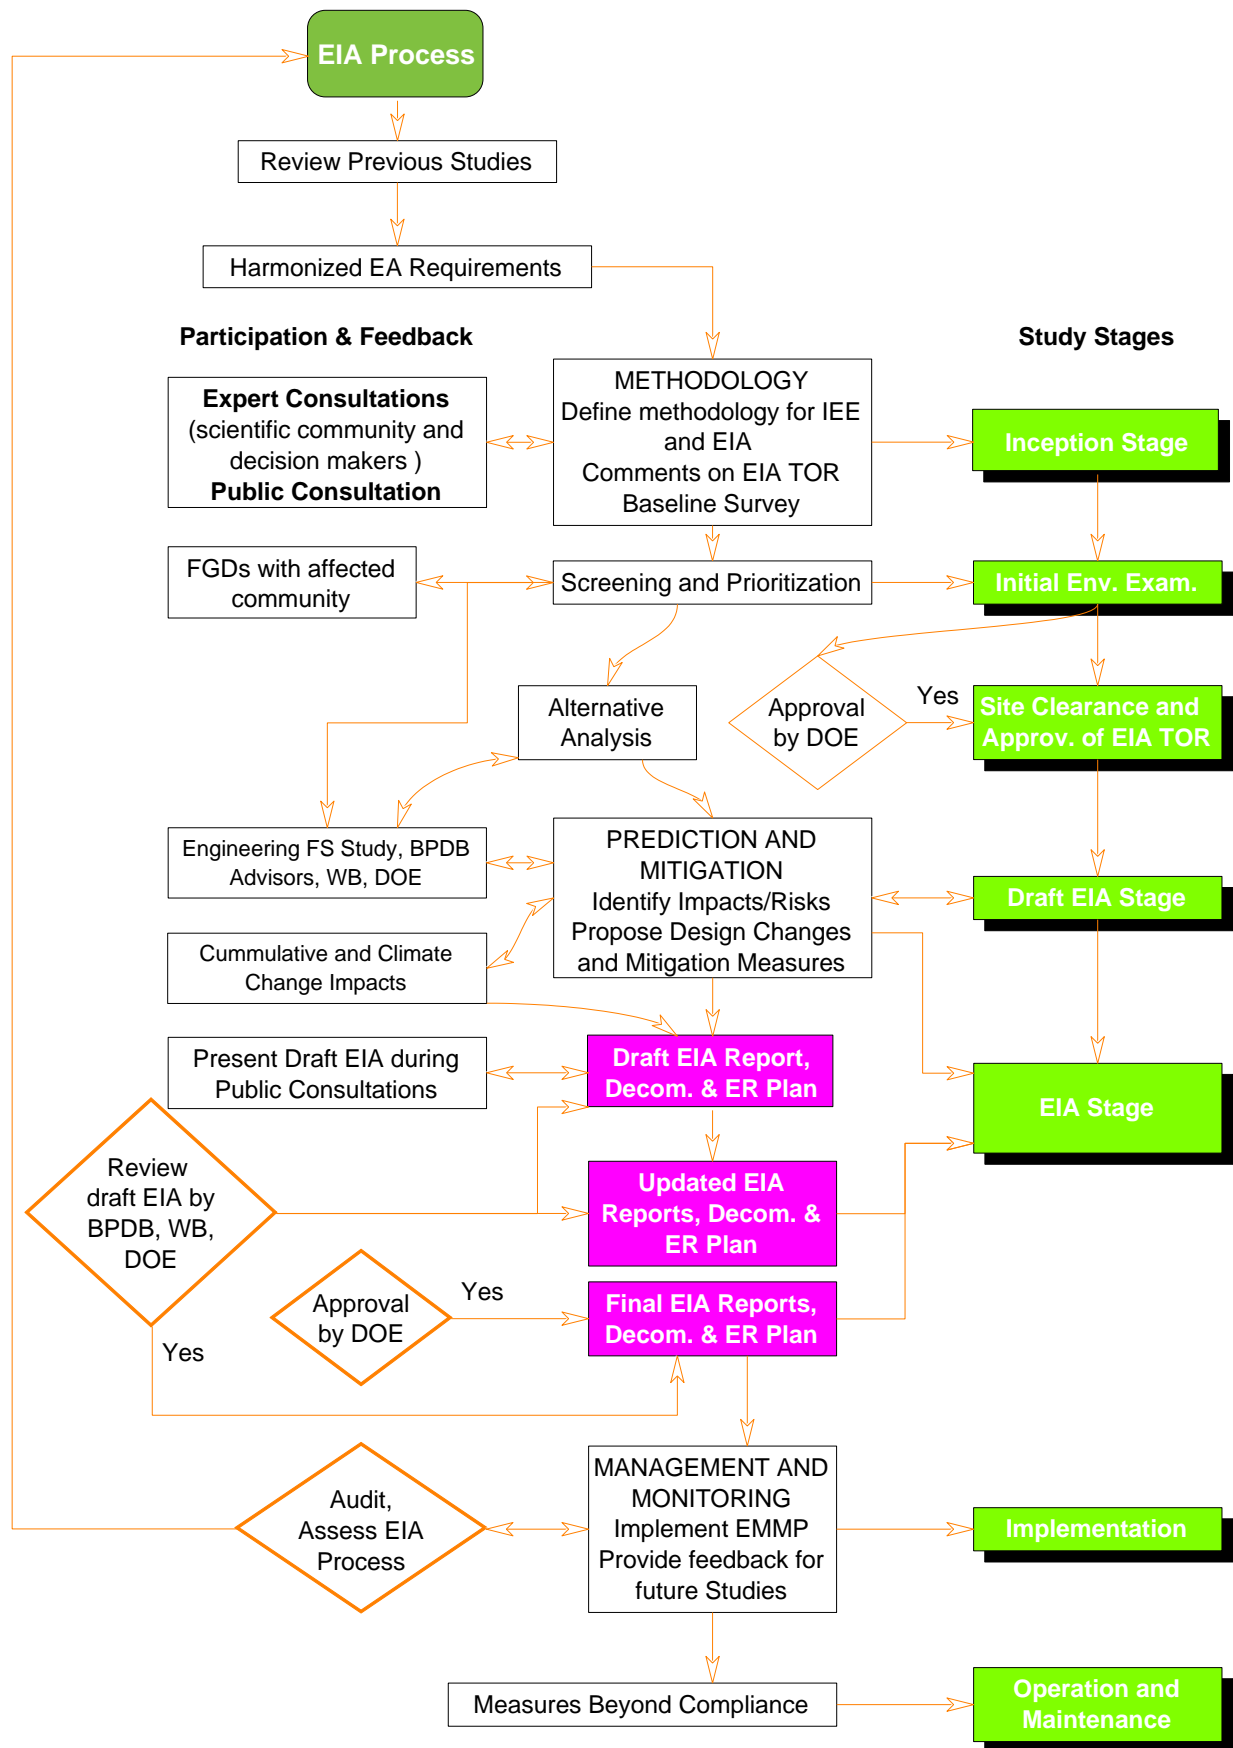 EIA Process
Review Previous Studies
Harmonized EA Requirements
Participation & Feedback
Study Stages
Expert Consultations
(scientific community and
decision makers )
Public Consultation
METHODOLOGY
Define methodology for IEE
and EIA
Comments on EIA TOR
Baseline Survey
Inception Stage
FGDs with affected
community
Screening and Prioritization
Initial Env. Exam.
Alternative
Analysis
Approval
by DOE
Yes
Site Clearance and
Approv. of EIA TOR
Engineering FS Study, BPDB
Advisors, WB, DOE
PREDICTION AND
MITIGATION
Identify Impacts/Risks
Propose Design Changes
and Mitigation Measures
Draft EIA Stage
Cummulative and Climate
Change Impacts
Present Draft EIA during
Public Consultations
Draft EIA Report,
Decom. & ER Plan
EIA Stage
Review
draft EIA by
BPDB, WB,
DOE
Updated EIA
Reports, Decom. &
ER Plan
Approval
by DOE
Yes
Final EIA Reports,
Decom. & ER Plan
Yes
Audit,
Assess EIA
Process
MANAGEMENT AND
MONITORING
Implement EMMP
Provide feedback for
future Studies
Implementation
Measures Beyond Compliance
Operation and
Maintenance